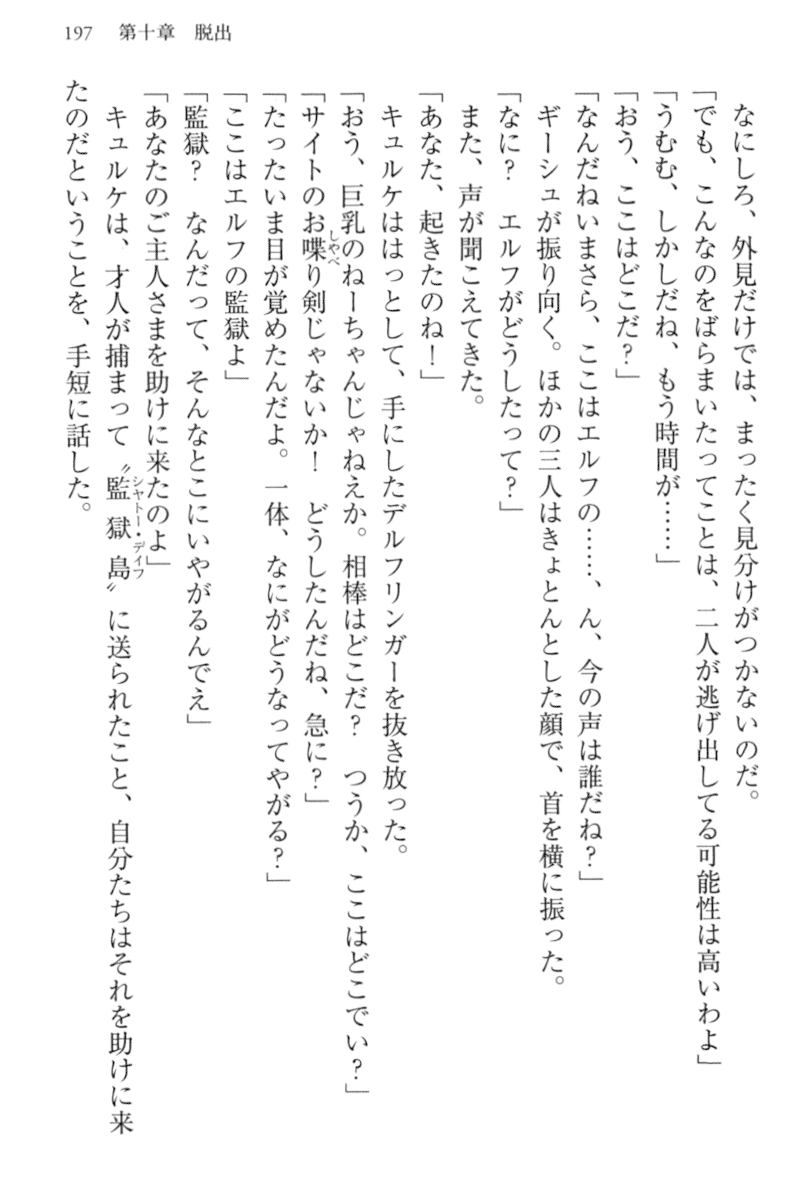 197　第十章　脱出
　なにしろ、外見だけでは、まったく見分けがつかないのだ。
「でも、こんなのをばらまいたってことは、二人が逃げ出してる可能性は高いわよ」
「うむむ、しかしだね、もう時間が……」
「おう、ここはどこだ？」
「なんだねいまさら、ここはエルフの……、ん、今の声は誰だね？」
　ギーシュが振り向く。ほかの三人はきょとんとした顔で、首を横に振った。
「なに？　エルフがどうしたって？」
　また、声が聞こえてきた。
「あなた、起きたのね！」
　キュルケははっとして、手にしたデルフリンガーを抜き放った。
「おう、巨乳のねーちゃんじゃねえか。相棒はどこだ？　つうか、ここはどこでい？」
「サイトのお喋り剣じゃないか！　どうしたんだね、急に？」
しゃべ
「たったいま目が覚めたんだよ。一体、なにがどうなってやがる？」
「ここはエルフの監獄よ」
「監獄？　なんだって、そんなとこにいやがるんでえ」
「あなたのご主人さまを助けに来たのよ」
　キュルケは、才人が捕まって〝監獄島〟に送られたこと、自分たちはそれを助けに来
シャトー・デイフ
たのだということを、手短に話した。